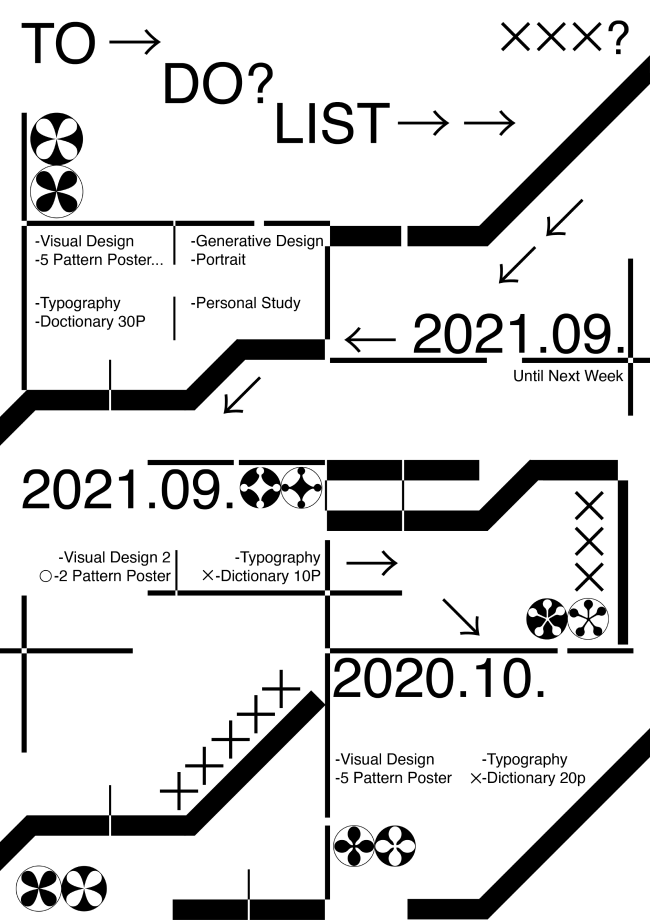 TO → XXX?
DO?
LIST → →
-Visual Design
-5 Pattern Poster...
-Generative Design
-Portrait
-Typography
-Doctionary 30P
-Personal Study
← 2021.09.
Until Next Week
2021.09.
-Visual Design 2
○-2 Pattern Poster
-Typography
×-Dictionary 10P
2020.10.
-Visual Design
-5 Pattern Poster
-Typography
×-Dictionary 20p